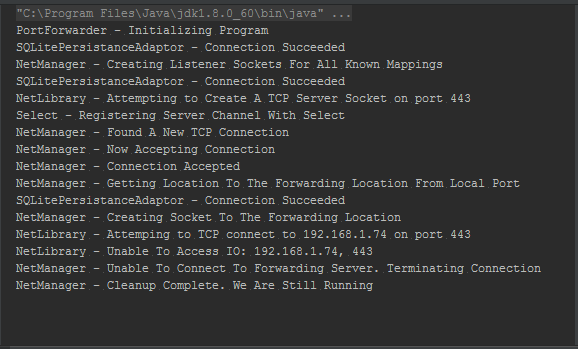 "C:\Program Files\Java\jdk1.8.0_60\bin\java" ...
PortForwarder - Initializing Program
SQLitePersistanceAdaptor - Connection Succeeded
NetManager - Creating Listener Sockets For All Known Mappings
SQLitePersistanceAdaptor - Connection Succeeded
NetLibrary - Attempting to Create A TCP Server Socket on port 443
Select - Registering Server Channel With Select
NetManager - Found A New TCP Connection
NetManager - Now Accepting Connection
NetManager - Connection Accepted
NetManager - Getting Location To The Forwarding Location From Local Port
SQLitePersistanceAdaptor - Connection Succeeded
NetManager - Creating Socket To The Forwarding Location
NetLibrary - Attemping to TCP connect to 192.168.1.74 on port 443
NetLibrary - Unable To Access IO: 192.168.1.74, 443
NetManager - Unable To Connect To Forwarding Server. Terminating Connection
NetManager - Cleanup Complete. We Are Still Running